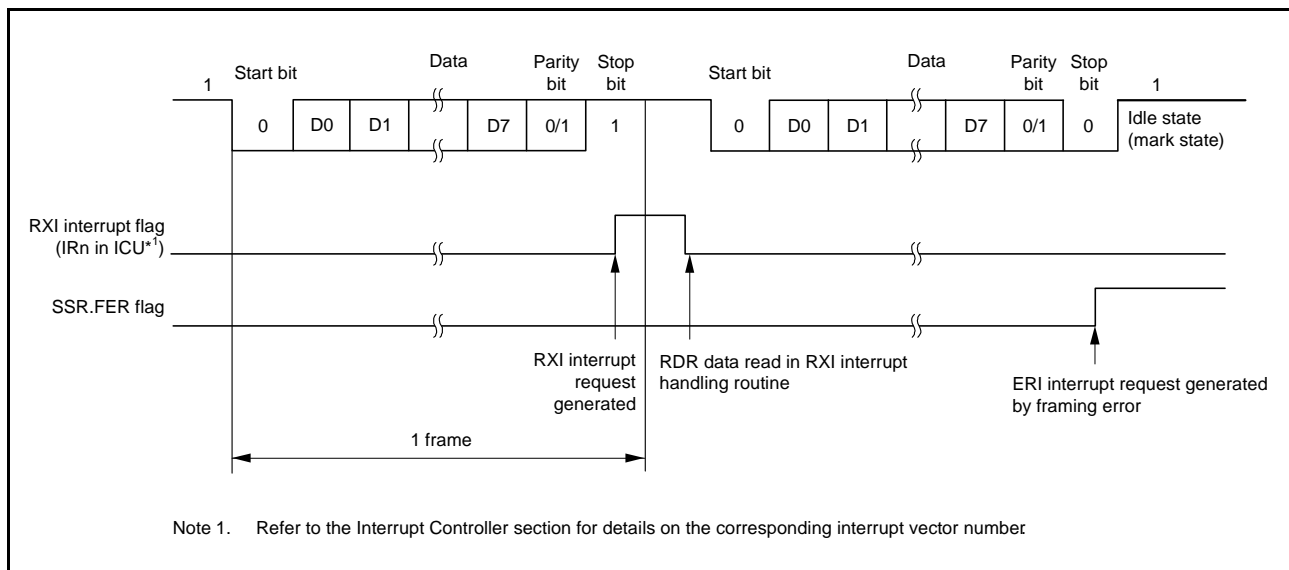 1 Start bit Data Parity bit Stop bit Start bit Data Parity bit Stop bit 1
0 D0 D1 D7 0/1 1 0 D0 D1 D7 0/1 0 Idle state
(mark state)
RXI interrupt flag
(IRn in ICU*1)
SSR.FER flag
RXI interrupt
request
generated
RDR data read in RXI interrupt
handling routine
ERI interrupt request generated
by framing error
1 frame
Note 1. Refer to the Interrupt Controller section for details on the corresponding interrupt vector number.